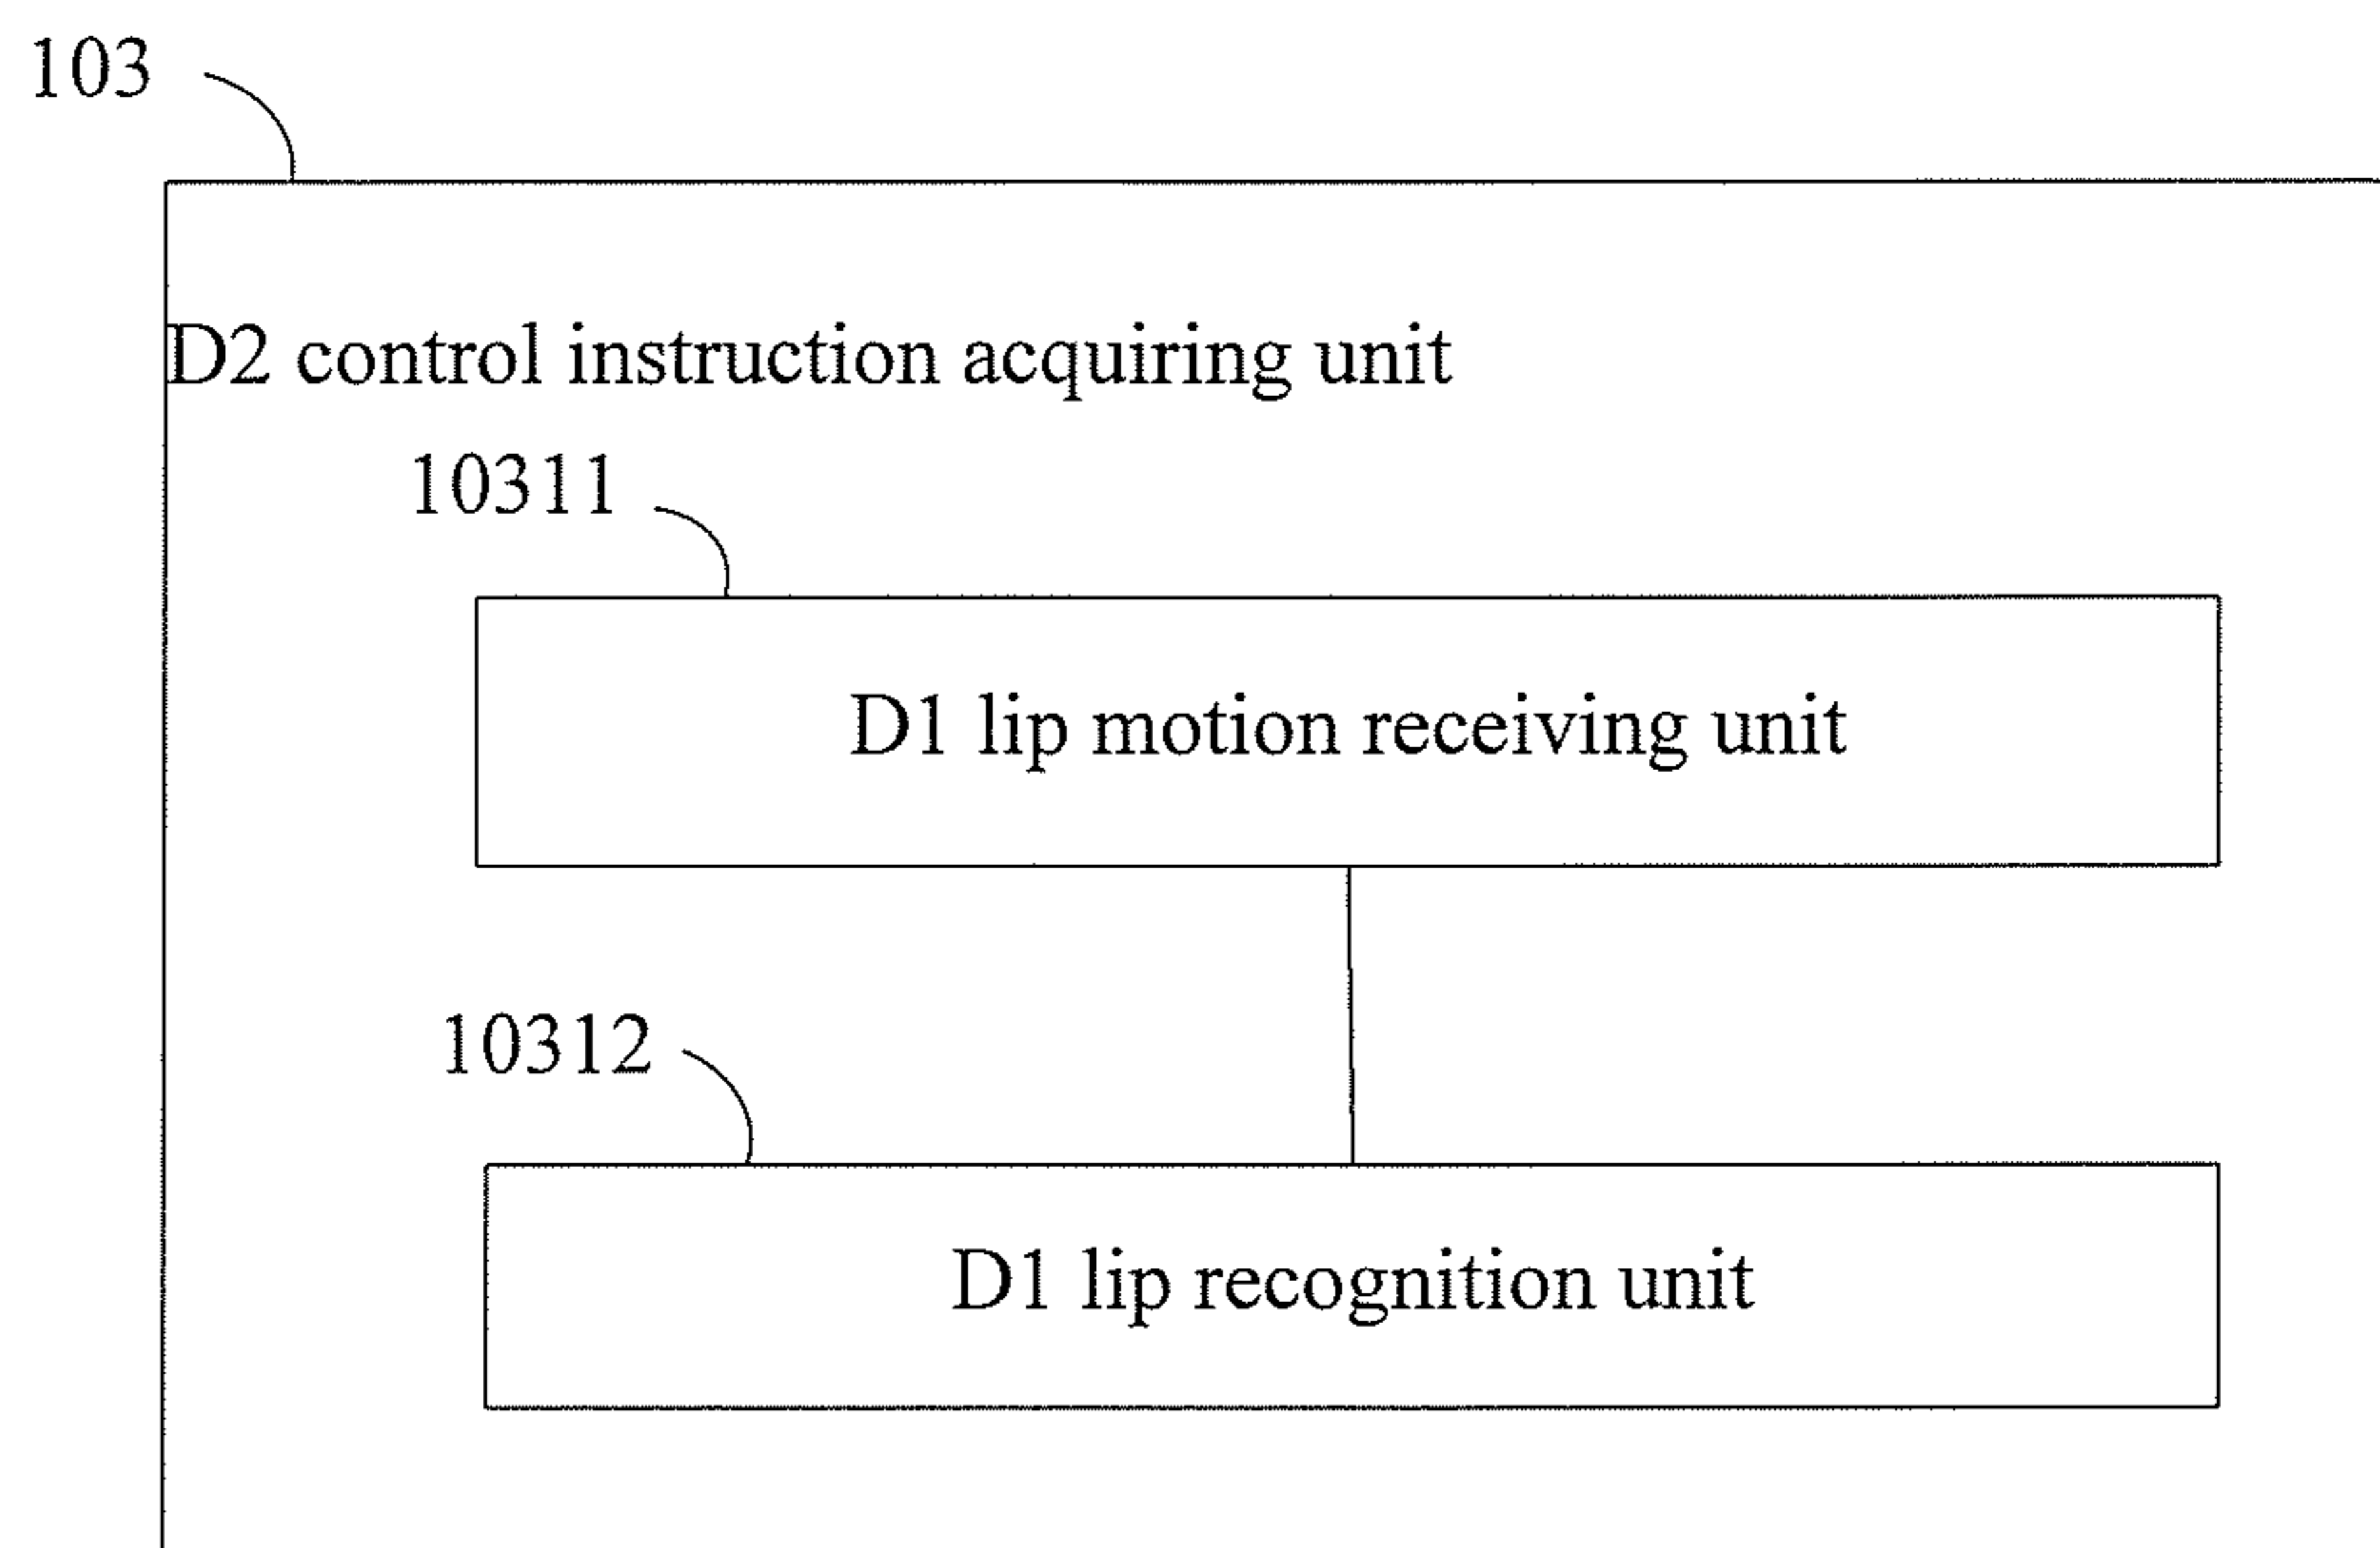 103
D2 control instruction acquiring unit
10311
D1 lip motion receiving unit
10312
D1 lip recognition unit